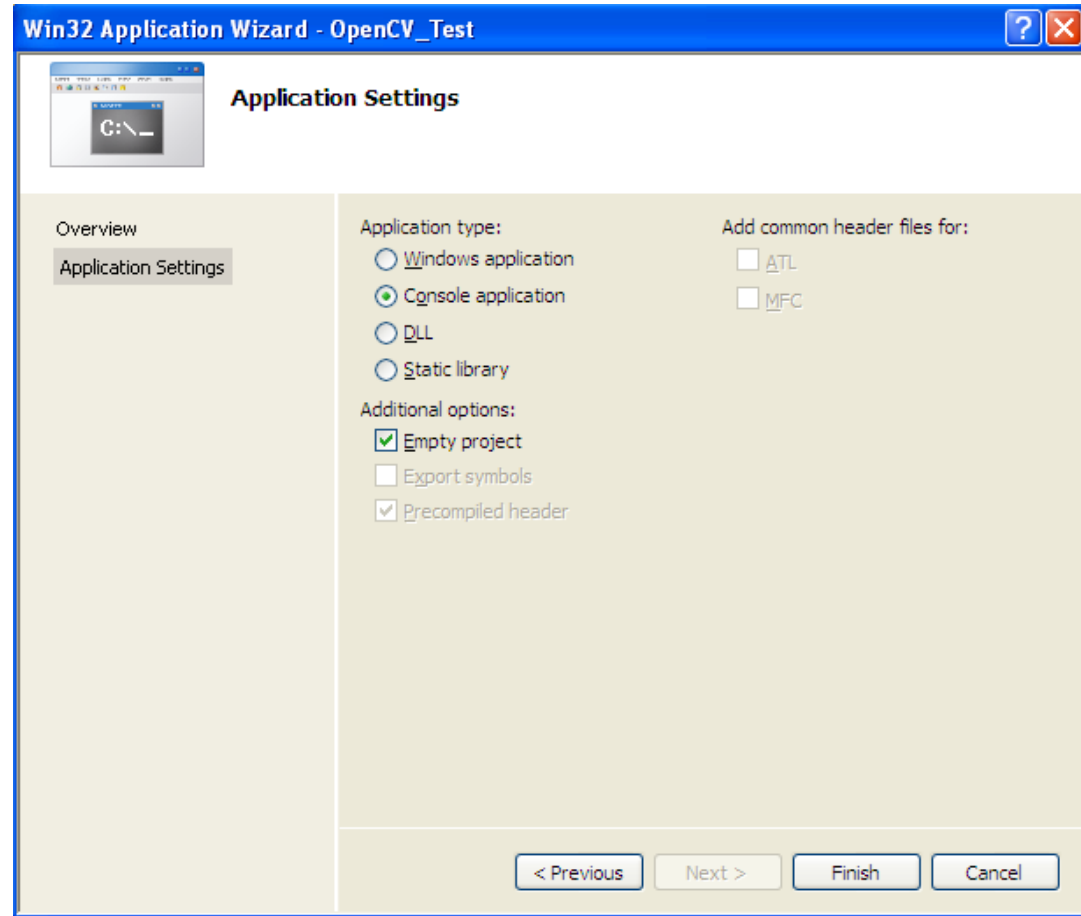 Win32 Application Wizard - OpenCV_Test
C:\_
Application Settings
Overview
Application Settings
Application type:
Windows application
Console application
DLL
Static library
Additional options:
Empty project
Export symbols
Precompiled header
Add common header files for:
ATL
MFC
< Previous
Next >
Finish
Cancel